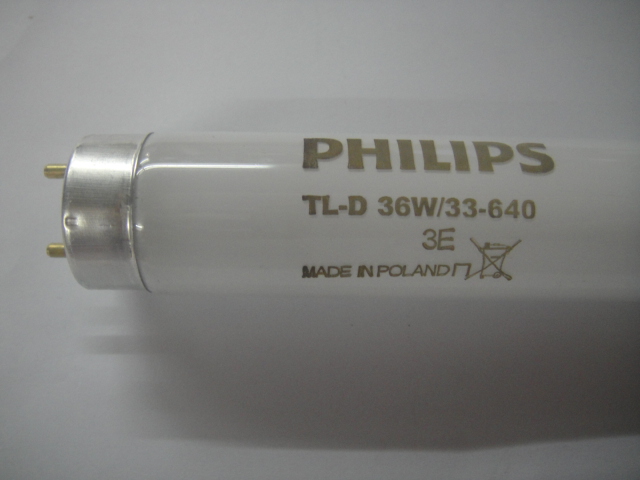 PHILIPS
TL-D 36W/33-640
3E
MADE IN POLAND